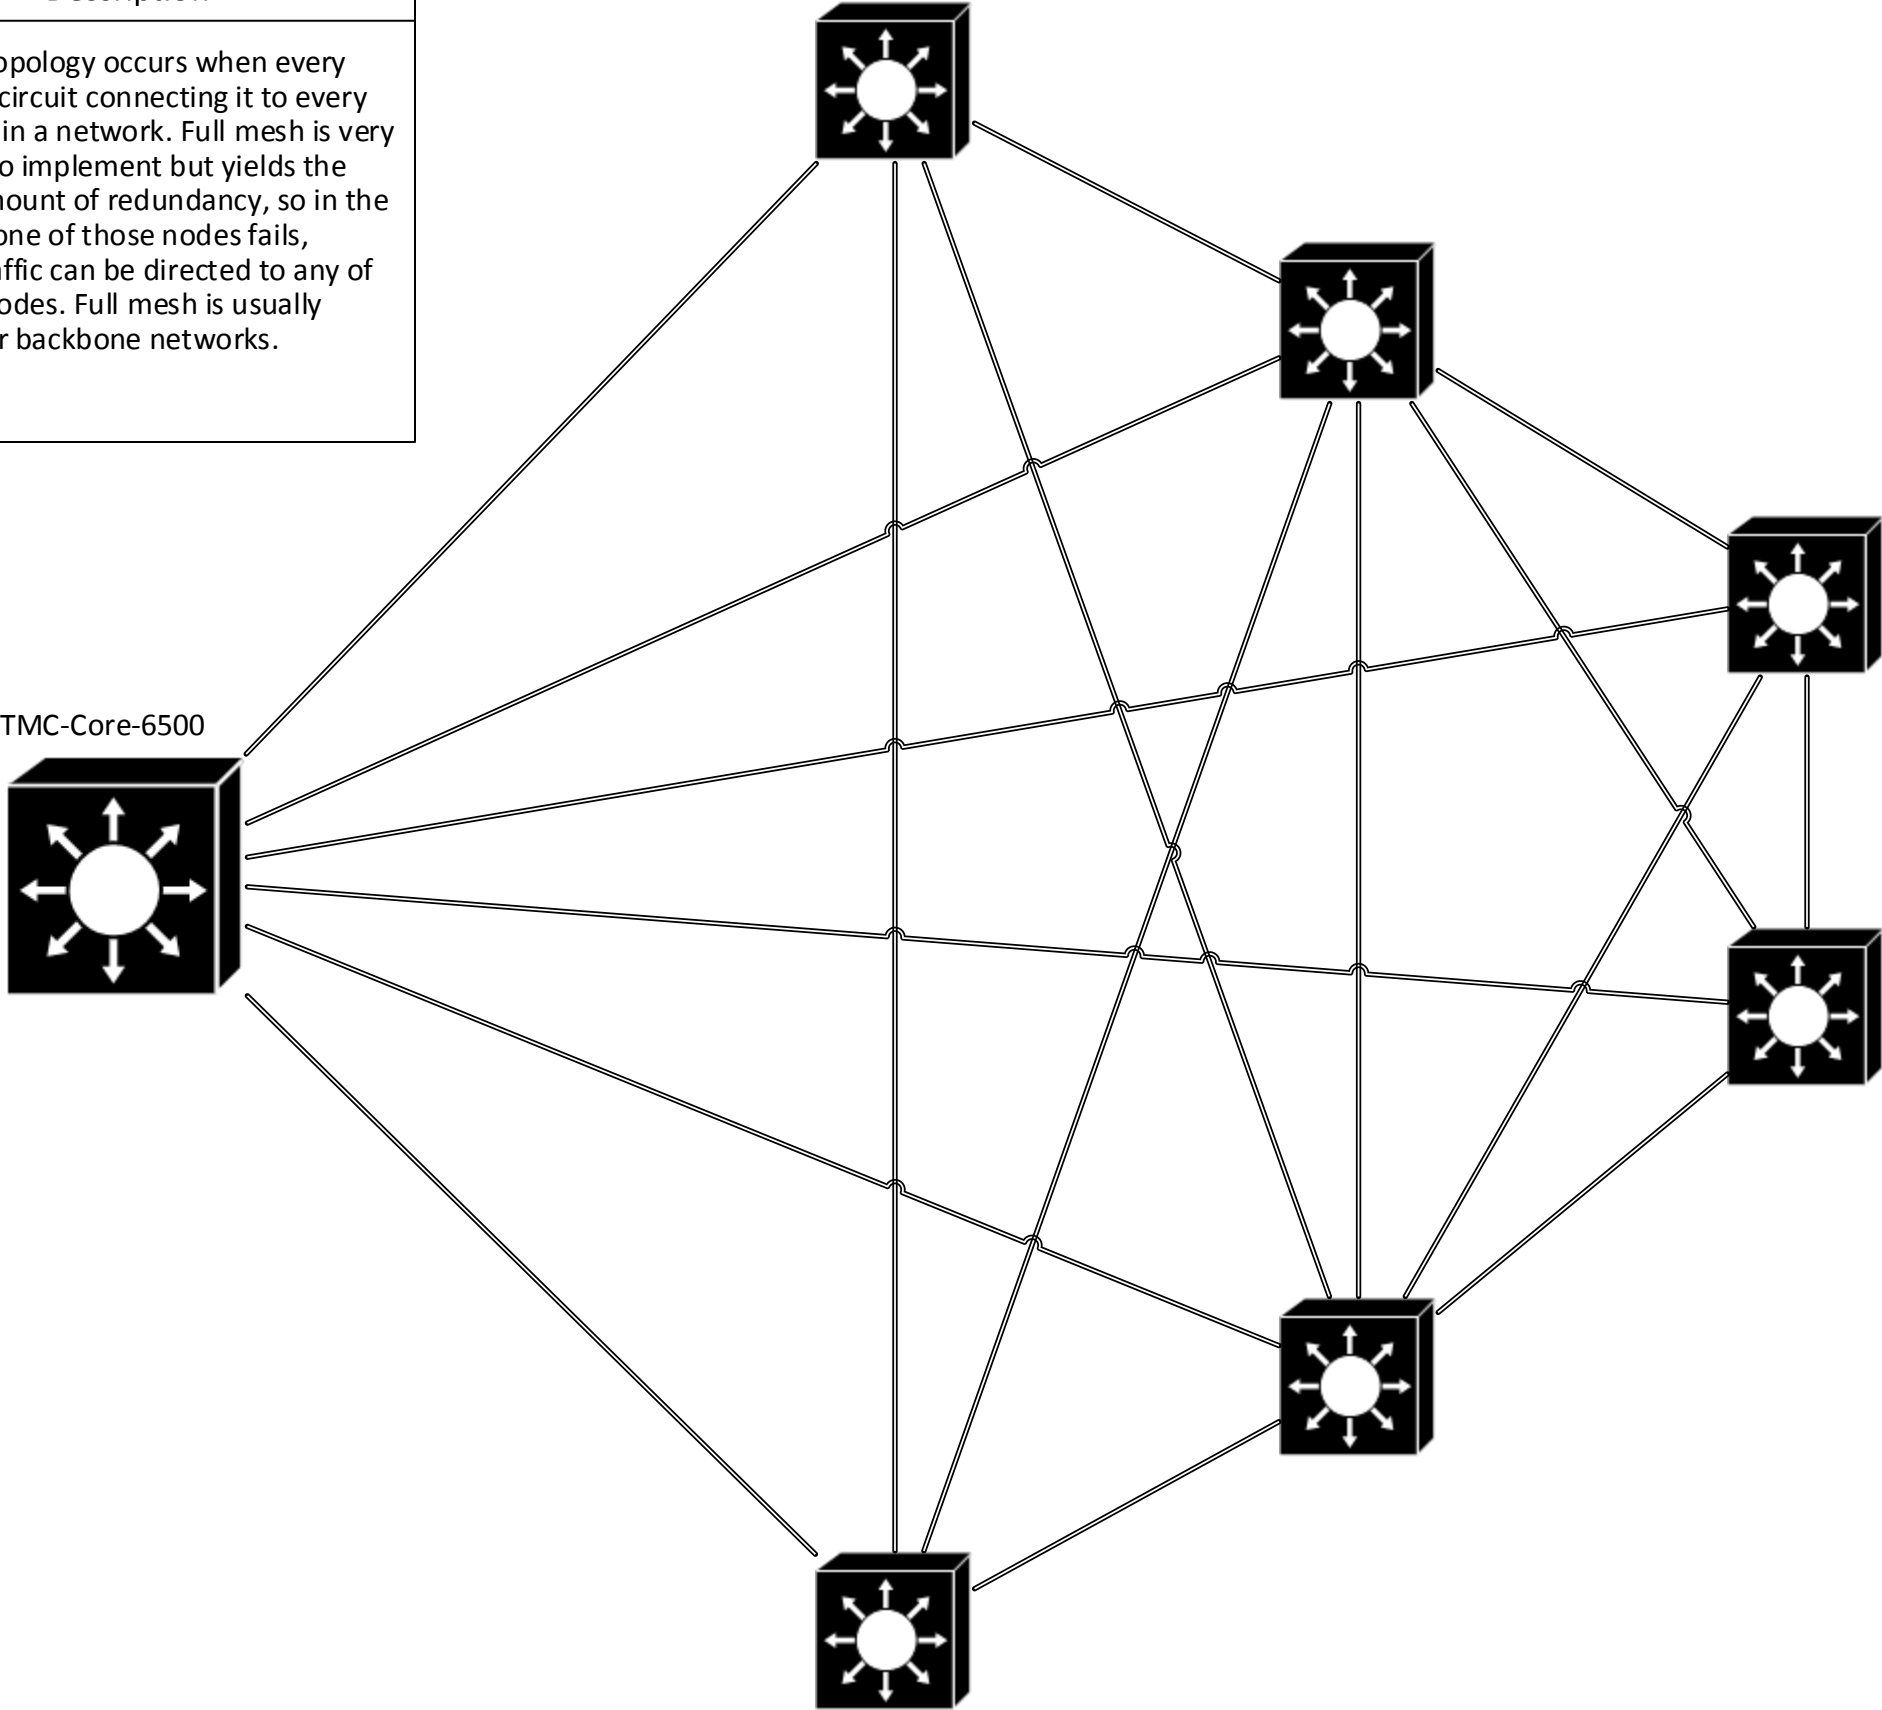 Description
opology occurs when every
circuit connecting it to every
in a network. Full mesh is very
o implement but yields the
nount of redundancy, so in the
one of those nodes fails,
affic can be directed to any of
odes. Full mesh is usually
r backbone networks.
TMC-Core-6500